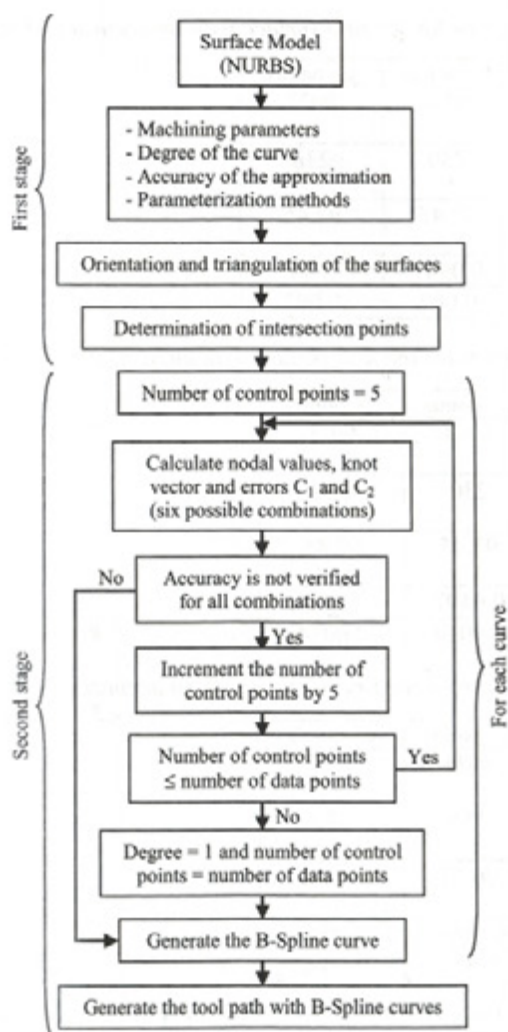 Surface Model
(NURBS)
- Machining parameters
- Degree of the curve
- Accuracy of the approximation
- Parameterization methods
First stage
Orientation and triangulation of the surfaces
Determination of intersection points
Number of control points = 5
Calculate nodal values, knot
vector and errors C₁ and C₂
(six possible combinations)
No
Accuracy is not verified
for all combinations
Yes
Increment the number of
control points by 5
Number of control points
≤ number of data points
Yes
No
Degree = 1 and number of control
points = number of data points
Generate the B-Spline curve
For each curve
Second stage
Generate the tool path with B-Spline curves